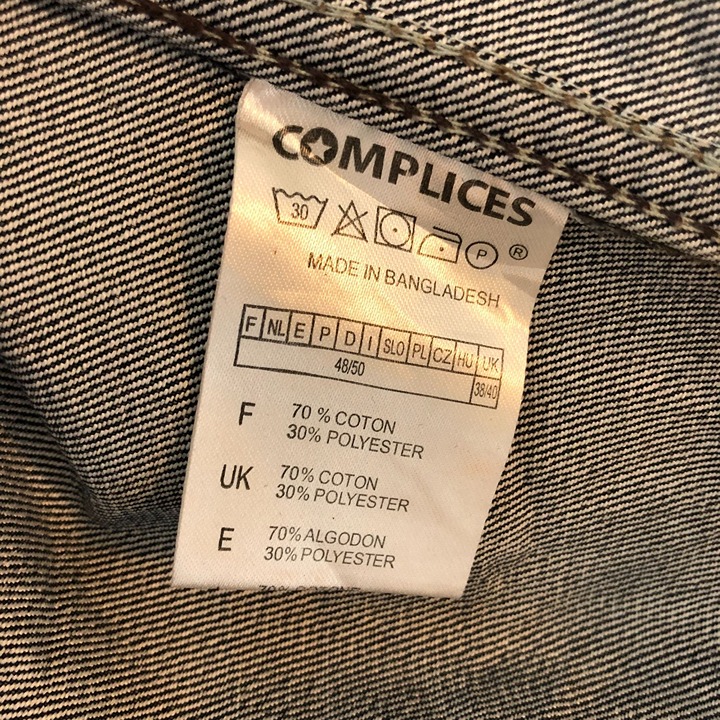 COMPLICES
30 P ®
MADE IN BANGLADESH
F NL E P D I SLO PL CZ HU UK
48/50 38/40
F 70 % COTON
30% POLYESTER
UK 70% COTON
30% POLYESTER
E 70% ALGODON
30% POLYESTER